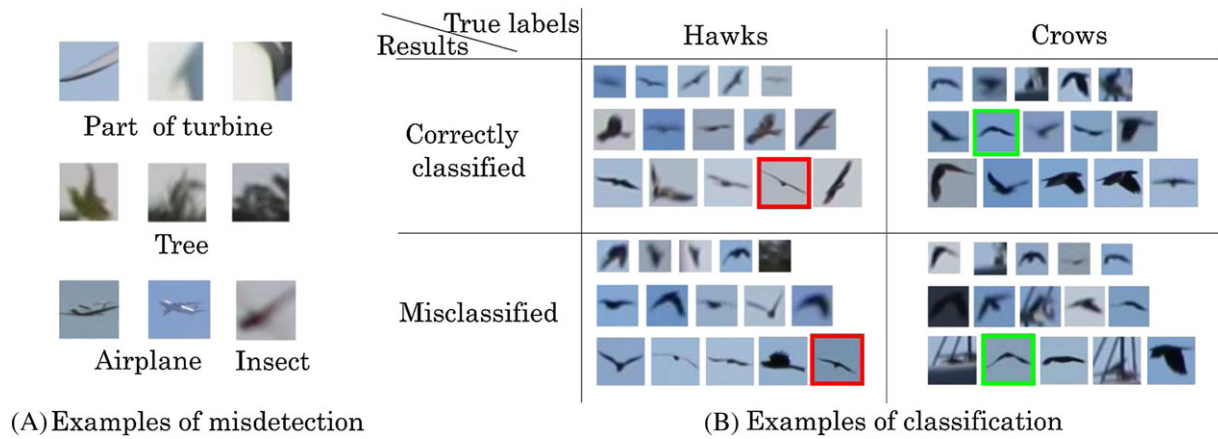 True labels
Results
Hawks
Crows
Part of turbine
Correctly
classified
Tree
Misclassified
Airplane
Insect
(A) Examples of misdetection
(B) Examples of classification